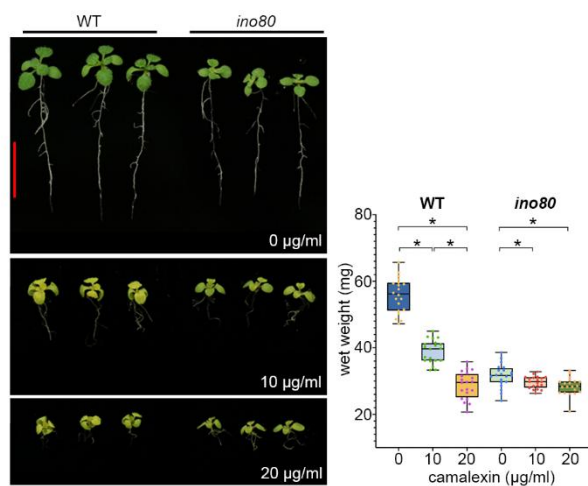 WT ino80
0 µg/ml
10 µg/ml
20 µg/ml
WT ino80
* *
* * *
80
60
40
20
wet weight (mg)
0 10 20 0 10 20
camalexin (µg/ml)